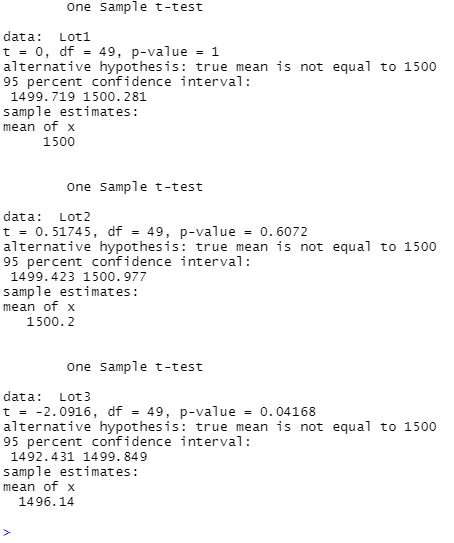 One Sample t-test
data: Lot1
t = 0, df = 49, p-value = 1
alternative hypothesis: true mean is not equal to 1500
95 percent confidence interval:
1499.719 1500.281
sample estimates:
mean of x
1500
One Sample t-test
data: Lot2
t = 0.51745, df = 49, p-value = 0.6072
alternative hypothesis: true mean is not equal to 1500
95 percent confidence interval:
1499.423 1500.977
sample estimates:
mean of x
1500.2
One Sample t-test
data: Lot3
t = -2.0916, df = 49, p-value = 0.04168
alternative hypothesis: true mean is not equal to 1500
95 percent confidence interval:
1492.431 1499.849
sample estimates:
mean of x
1496.14
>